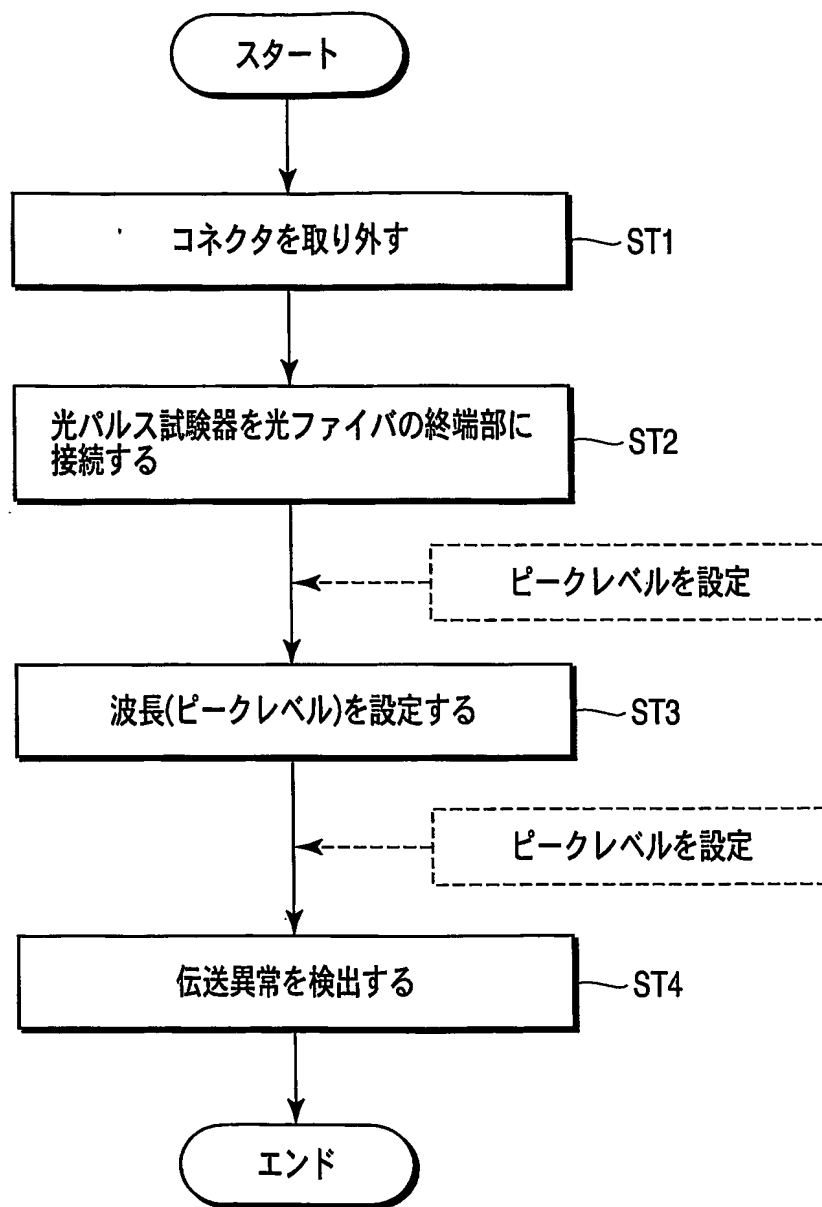 スタート
コネクタを取り外す
ST1
光パルス試験器を光ファイバの終端部に
接続する
ST2
ピークレベルを設定
波長(ピークレベル)を設定する
ST3
ピークレベルを設定
伝送異常を検出する
ST4
エンド